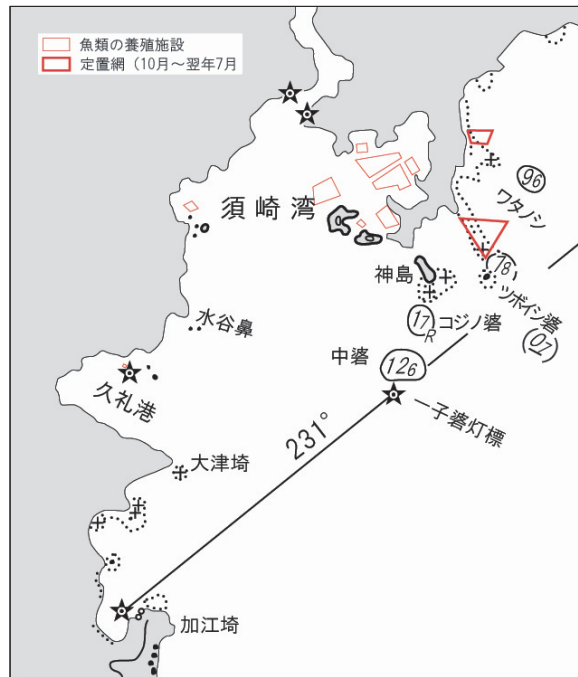 魚類の養殖施設
定置網（10月～翌年7月
96
ワタノシ
須崎湾
神島
18
ツボイシ碆
07
17R
コジノ碆
水谷鼻
中碆
126
久礼港
一子碆灯標
231°
大津埼
加江埼